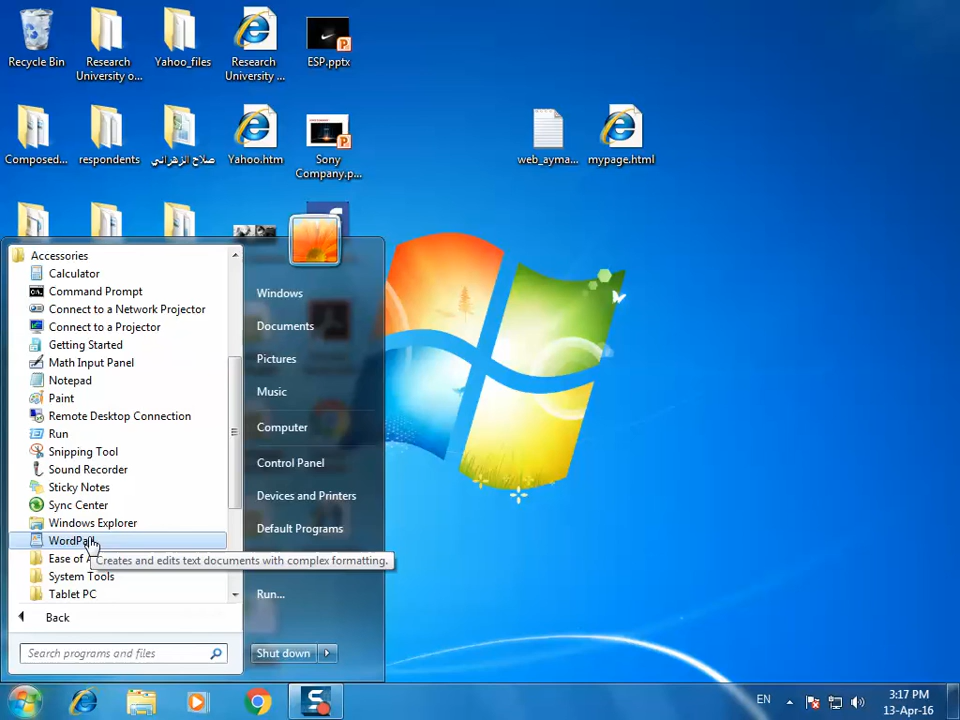 Recycle Bin
Research
University o...
Yahoo_files
Research
University ...
ESP.pptx
Composed...
respondents
صلاح الزهراني
Yahoo.htm
Sony
Company.p...
web_ayma...
mypage.html
Accessories
Calculator
Command Prompt
Connect to a Network Projector
Connect to a Projector
Getting Started
Math Input Panel
Notepad
Paint
Remote Desktop Connection
Run
Snipping Tool
Sound Recorder
Sticky Notes
Sync Center
Windows Explorer
WordPad
Ease of
Creates and edits text documents with complex formatting.
System Tools
Tablet PC
Back
Search programs and files
Windows
Documents
Pictures
Music
Computer
Control Panel
Devices and Printers
Default Programs
Run...
Shut down
EN
3:17 PM
13-Apr-16